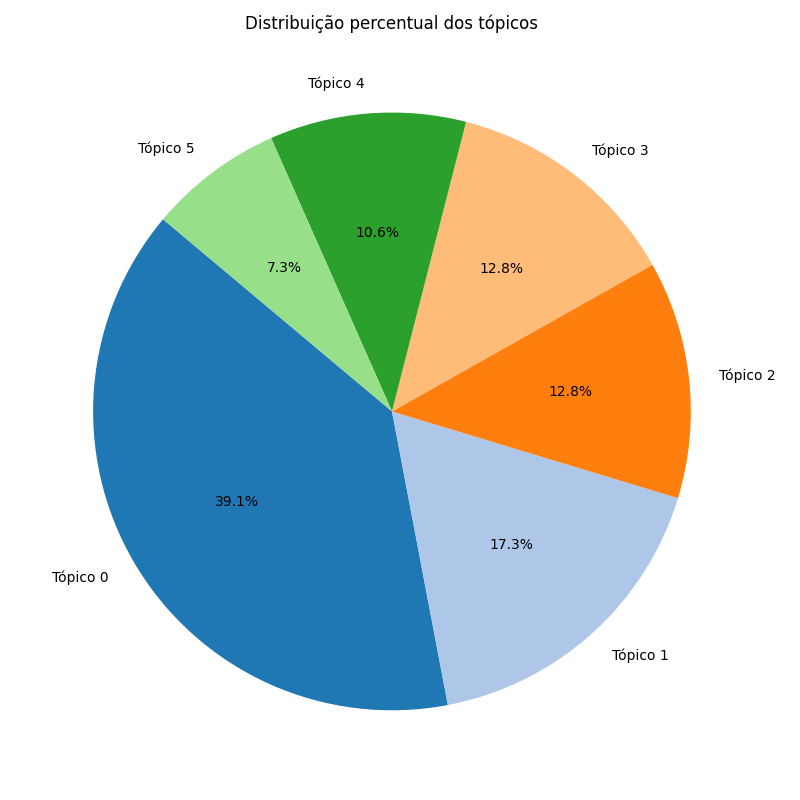 Distribuição percentual dos tópicos
Tópico 4
Tópico 5
Tópico 3
10.6%
7.3%
12.8%
Tópico 2
12.8%
39.1%
17.3%
Tópico 0
Tópico 1